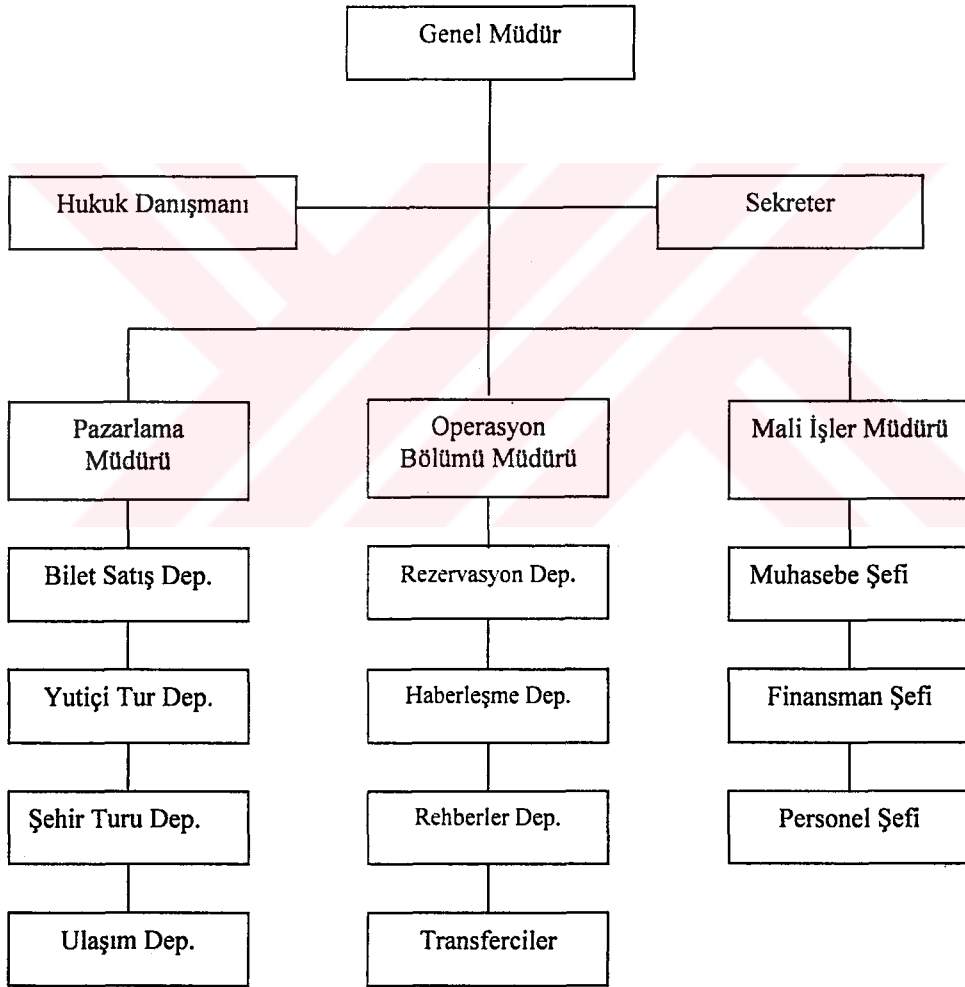 Genel Müdür
Hukuk Danışmanı
Sekreter
Pazarlama
Müdürü
Operasyon
Bölümü Müdürü
Mali İşler Müdürü
Bilet Satış Dep.
Rezervasyon Dep.
Muhasebe Şefi
Yutiçi Tur Dep.
Haberleşme Dep.
Finansman Şefi
Şehir Turu Dep.
Rehberler Dep.
Personel Şefi
Ulaşım Dep.
Transferciler